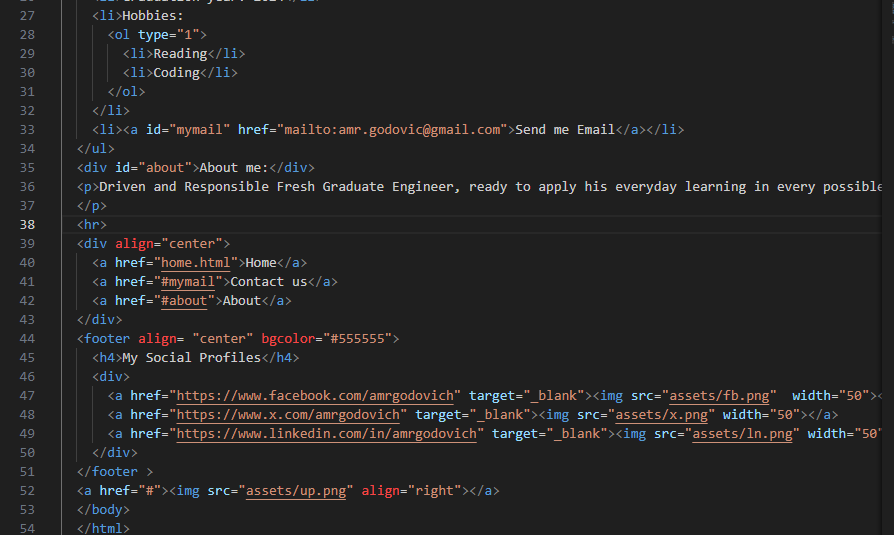 27 <li>Hobbies:
28 <ol type="1">
29 <li>Reading</li>
30 <li>Coding</li>
31 </ol>
32 </li>
33 <li><a id="mymail" href="mailto:amr.godovic@gmail.com">Send me Email</a></li>
34 </ul>
35 <div id="about">About me:</div>
36 <p>Driven and Responsible Fresh Graduate Engineer, ready to apply his everyday learning in every possible
37 </p>
38 <hr>
39 <div align="center">
40 <a href="home.html">Home</a>
41 <a href="#mymail">Contact us</a>
42 <a href="#about">About</a>
43 </div>
44 <footer align= "center" bgcolor="#555555">
45 <h4>My Social Profiles</h4>
46 <div>
47 <a href="https://www.facebook.com/amrgodovich" target="_blank"><img src="assets/fb.png"  width="50"><
48 <a href="https://www.x.com/amrgodovich" target="_blank"><img src="assets/x.png" width="50"></a>
49 <a href="https://www.linkedin.com/in/amrgodovich" target="_blank"><img src="assets/ln.png" width="50"
50 </div>
51 </footer >
52 <a href="#"><img src="assets/up.png" align="right"></a>
53 </body>
54 </html>